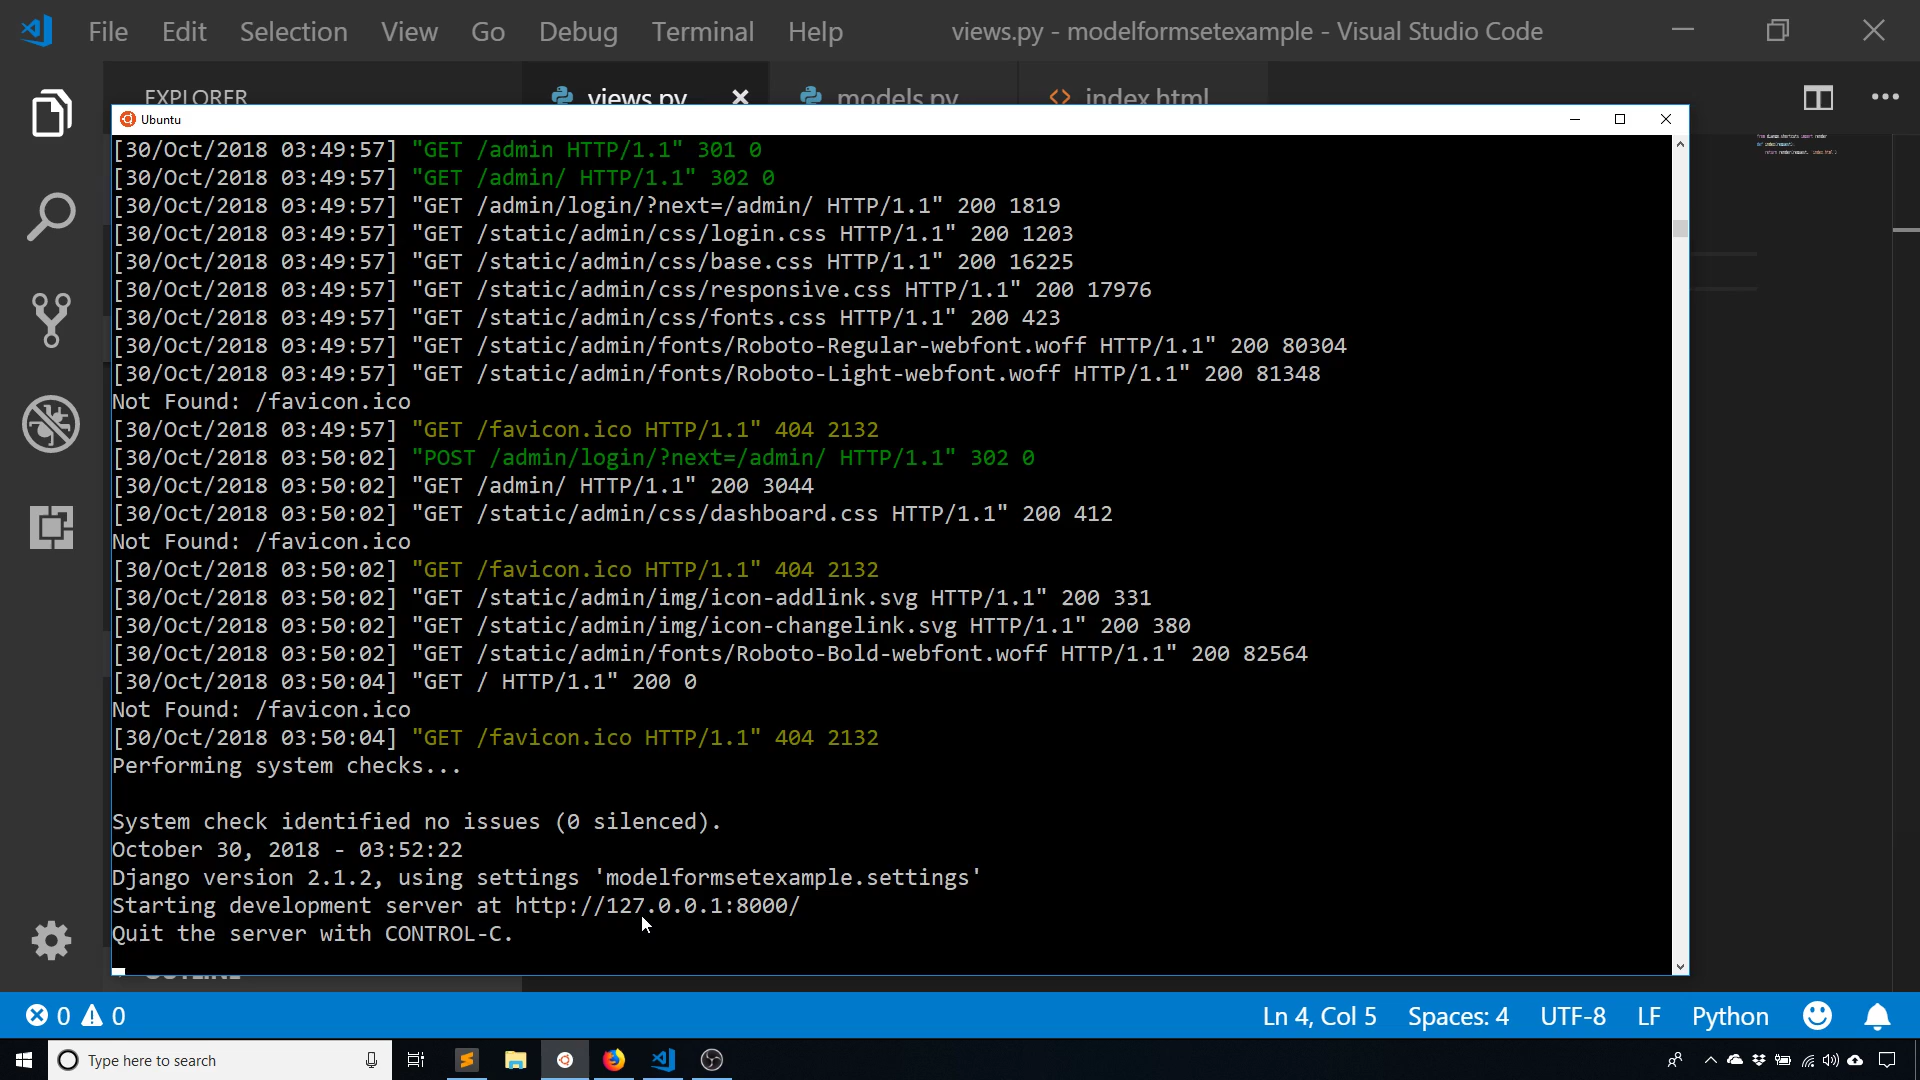 File Edit Selection View Go Debug Terminal Help views.py - modelformsetexample - Visual Studio Code
EXPLORER views.py models.py index.html
Ubuntu
[30/Oct/2018 03:49:57] "GET /admin HTTP/1.1" 301 0
[30/Oct/2018 03:49:57] "GET /admin/ HTTP/1.1" 302 0
[30/Oct/2018 03:49:57] "GET /admin/login/?next=/admin/ HTTP/1.1" 200 1819
[30/Oct/2018 03:49:57] "GET /static/admin/css/login.css HTTP/1.1" 200 1203
[30/Oct/2018 03:49:57] "GET /static/admin/css/base.css HTTP/1.1" 200 16225
[30/Oct/2018 03:49:57] "GET /static/admin/css/responsive.css HTTP/1.1" 200 17976
[30/Oct/2018 03:49:57] "GET /static/admin/css/fonts.css HTTP/1.1" 200 423
[30/Oct/2018 03:49:57] "GET /static/admin/fonts/Roboto-Regular-webfont.woff HTTP/1.1" 200 80304
[30/Oct/2018 03:49:57] "GET /static/admin/fonts/Roboto-Light-webfont.woff HTTP/1.1" 200 81348
Not Found: /favicon.ico
[30/Oct/2018 03:49:57] "GET /favicon.ico HTTP/1.1" 404 2132
[30/Oct/2018 03:50:02] "POST /admin/login/?next=/admin/ HTTP/1.1" 302 0
[30/Oct/2018 03:50:02] "GET /admin/ HTTP/1.1" 200 3044
[30/Oct/2018 03:50:02] "GET /static/admin/css/dashboard.css HTTP/1.1" 200 412
Not Found: /favicon.ico
[30/Oct/2018 03:50:02] "GET /favicon.ico HTTP/1.1" 404 2132
[30/Oct/2018 03:50:02] "GET /static/admin/img/icon-addlink.svg HTTP/1.1" 200 331
[30/Oct/2018 03:50:02] "GET /static/admin/img/icon-changelink.svg HTTP/1.1" 200 380
[30/Oct/2018 03:50:02] "GET /static/admin/fonts/Roboto-Bold-webfont.woff HTTP/1.1" 200 82564
[30/Oct/2018 03:50:04] "GET / HTTP/1.1" 200 0
Not Found: /favicon.ico
[30/Oct/2018 03:50:04] "GET /favicon.ico HTTP/1.1" 404 2132
Performing system checks...
System check identified no issues (0 silenced).
October 30, 2018 - 03:52:22
Django version 2.1.2, using settings 'modelformsetexample.settings'
Starting development server at http://127.0.0.1:8000/
Quit the server with CONTROL-C.
OUTLINE
0 0 Ln 4, Col 5 Spaces: 4 UTF-8 LF Python
Type here to search